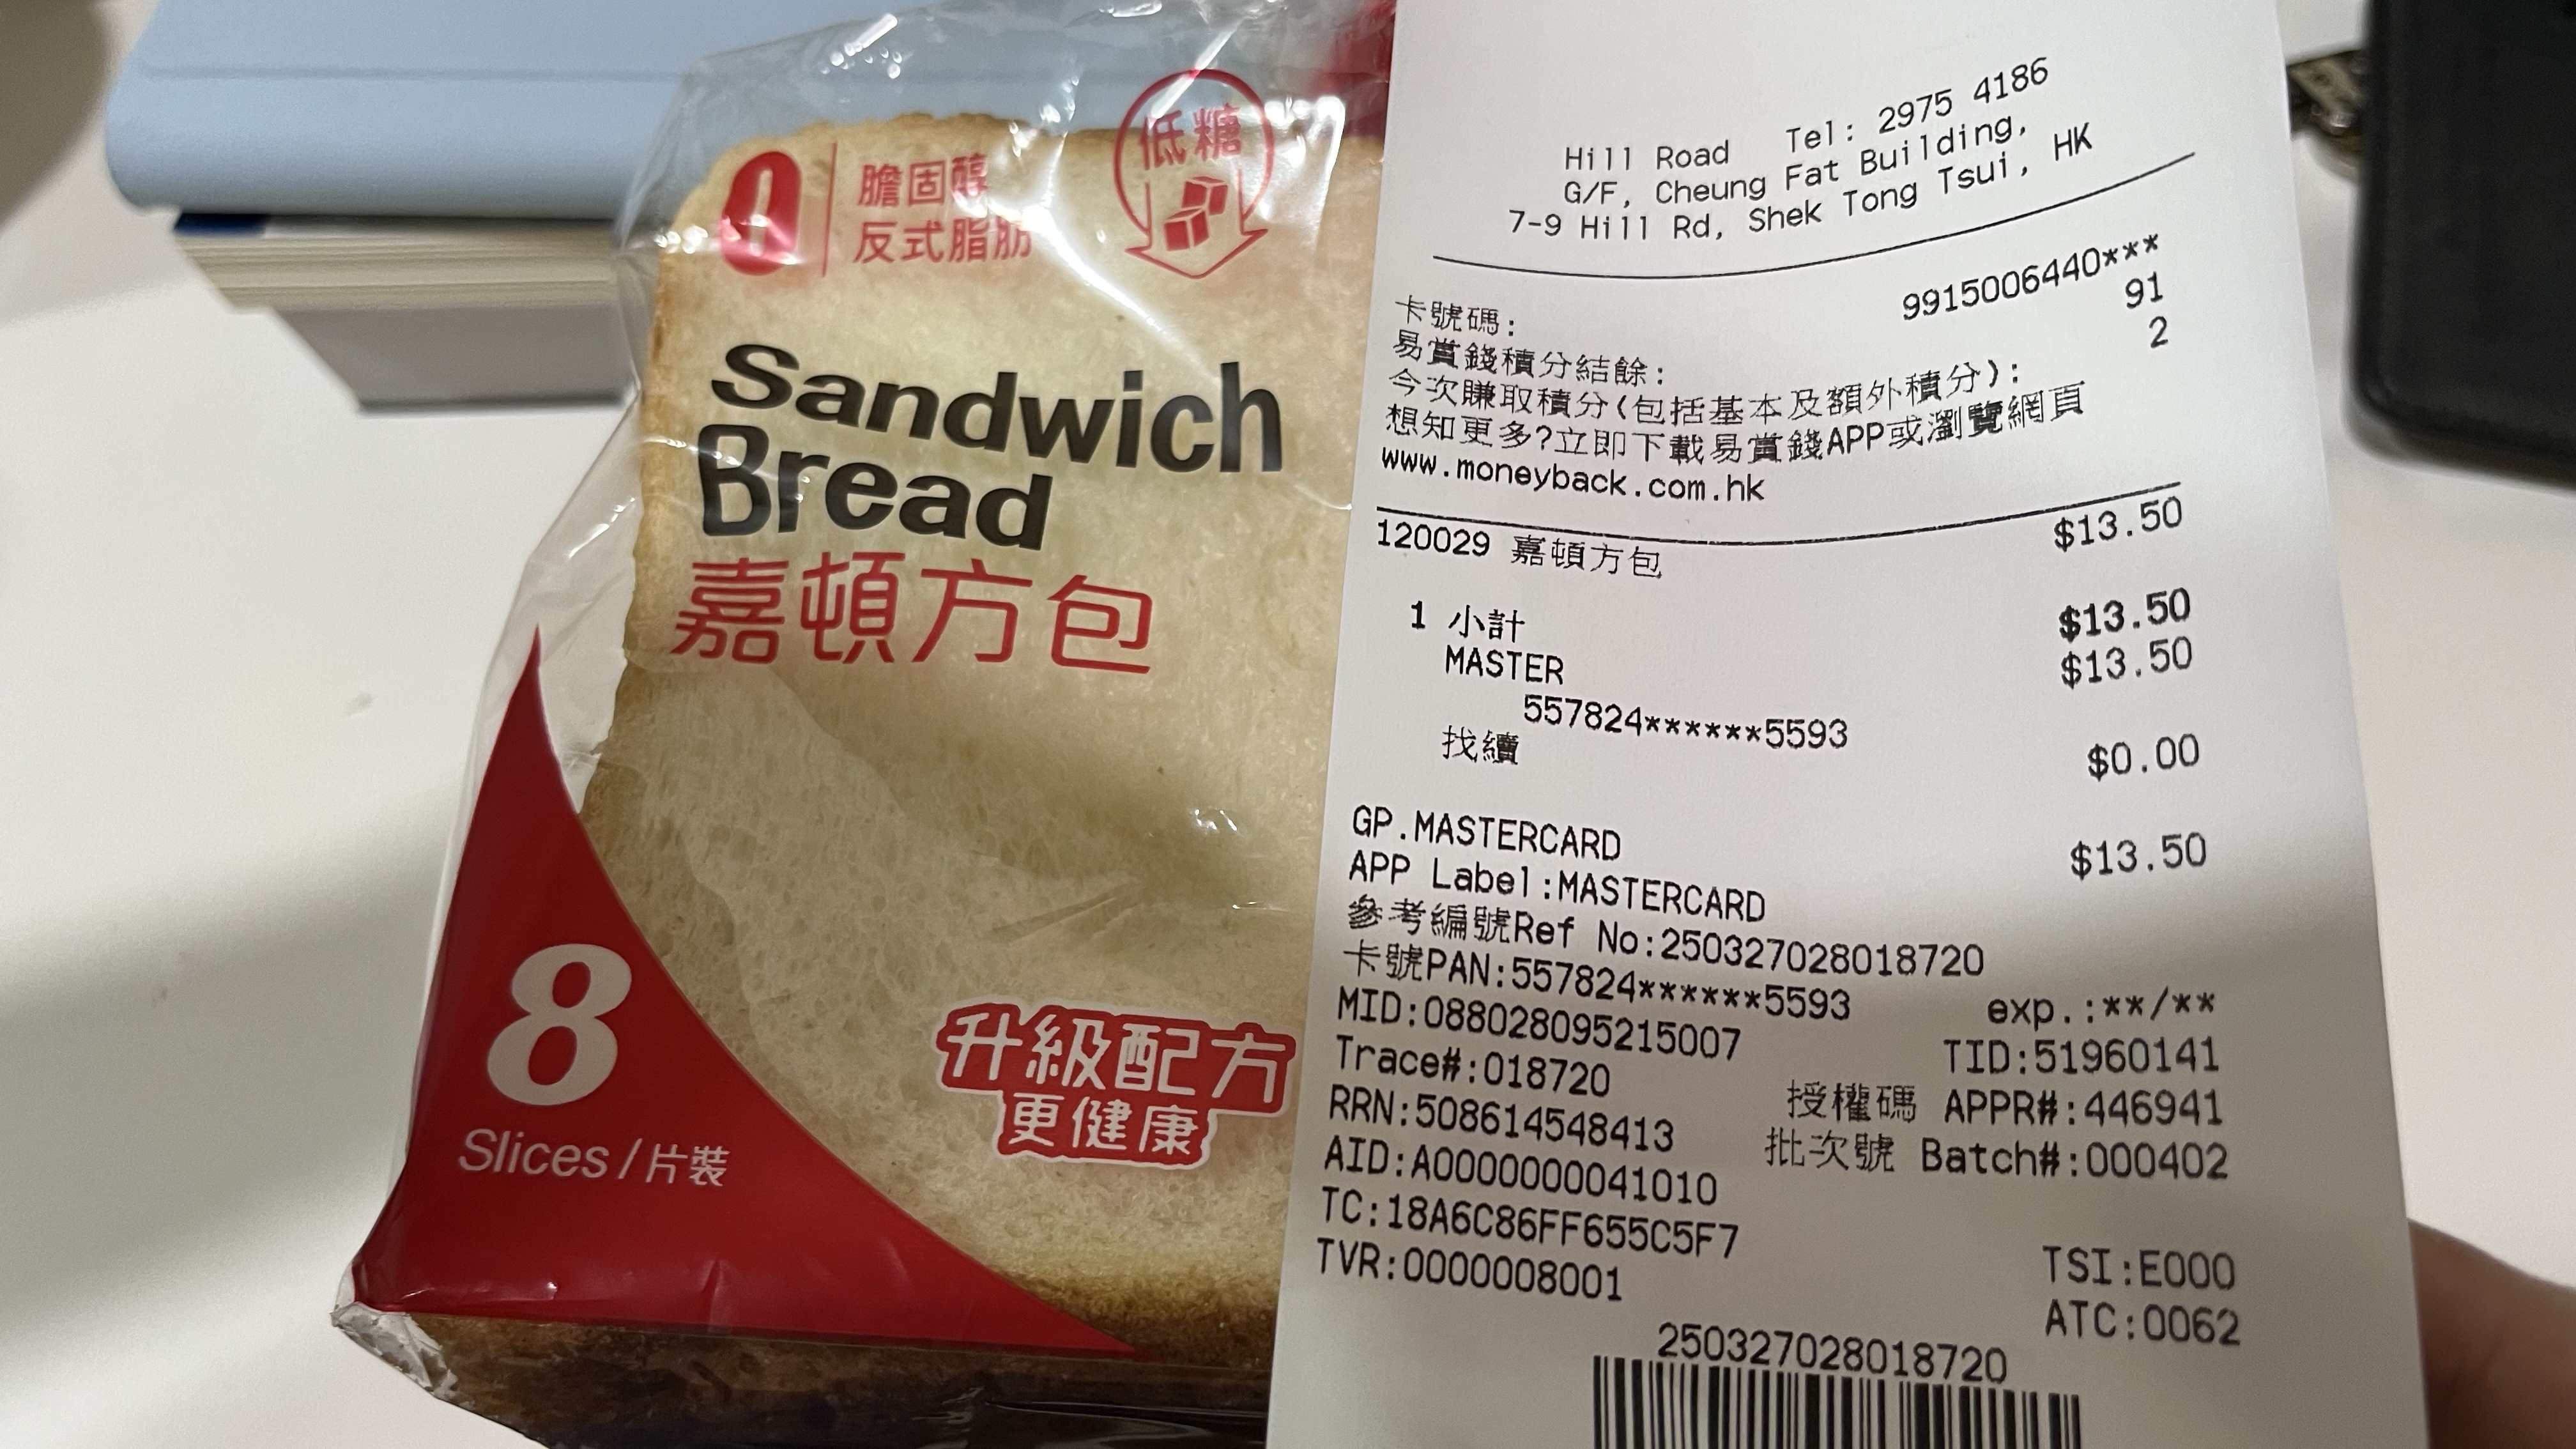 0
膽固醇
反式脂肪
低糖
Sandwich
Bread
嘉頓方包
8
Slices / 片裝
升級配方
更健康
Hill Road Tel: 2975 4186
G/F, Cheung Fat Building,
7-9 Hill Rd, Shek Tong Tsui, HK
卡號碼: 9915006440***
易賞錢積分結餘: 91
今次賺取積分(包括基本及額外積分): 2
想知更多?立即下載易賞錢APP或瀏覽網頁
www.moneyback.com.hk
120029 嘉頓方包 $13.50
1 小計 $13.50
MASTER $13.50
557824******5593
找續 $0.00
GP.MASTERCARD $13.50
APP Label:MASTERCARD
參考編號Ref No:250327028018720
卡號PAN:557824******5593 exp.:**/**
MID:088028095215007 TID:51960141
Trace#:018720 授權碼 APPR#:446941
RRN:508614548413 批次號 Batch#:000402
AID:A0000000041010
TC:18A6C86FF655C5F7 TSI:E000
TVR:0000008001 ATC:0062
250327028018720